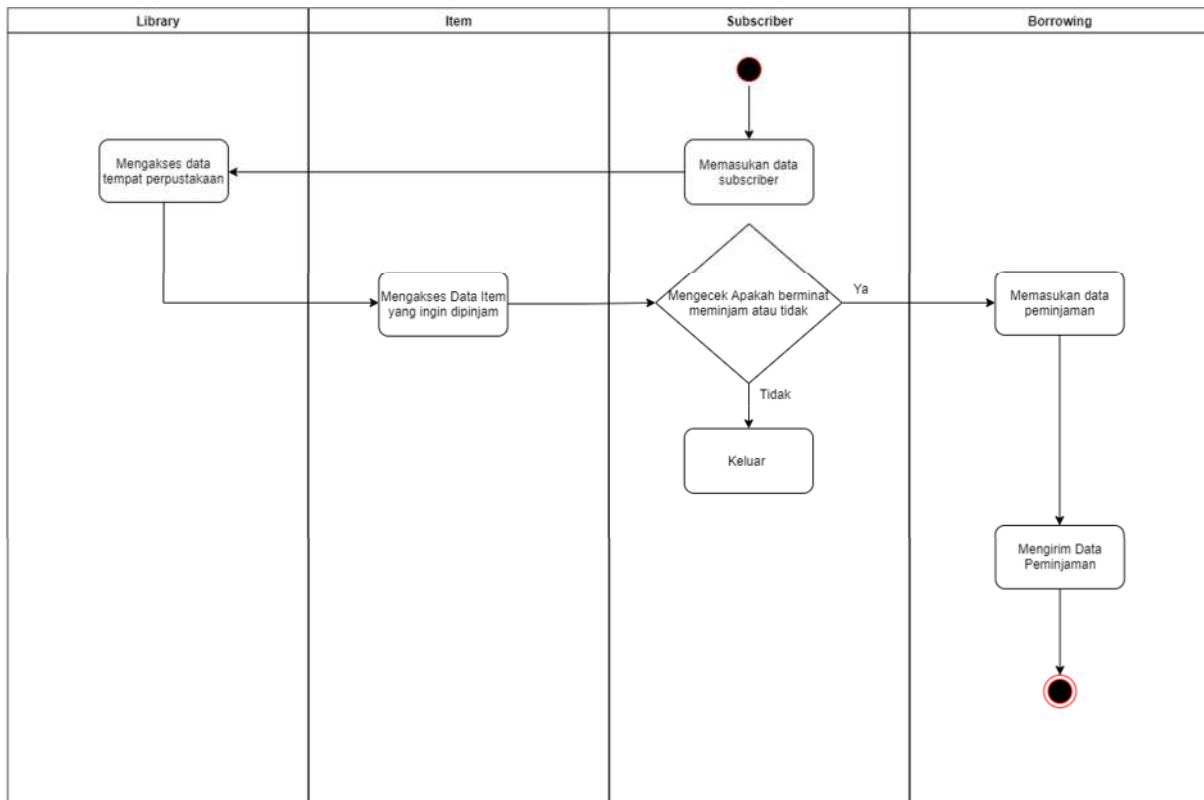 Library
Item
Subscriber
Borrowing
Mengakses data
tempat perpustakaan
Memasukan data
subscriber
Mengakses Data Item
yang ingin dipinjam
Mengecek Apakah berminat
meminjam atau tidak
Ya
Memasukan data
peminjaman
Tidak
Keluar
Mengirim Data
Peminjaman